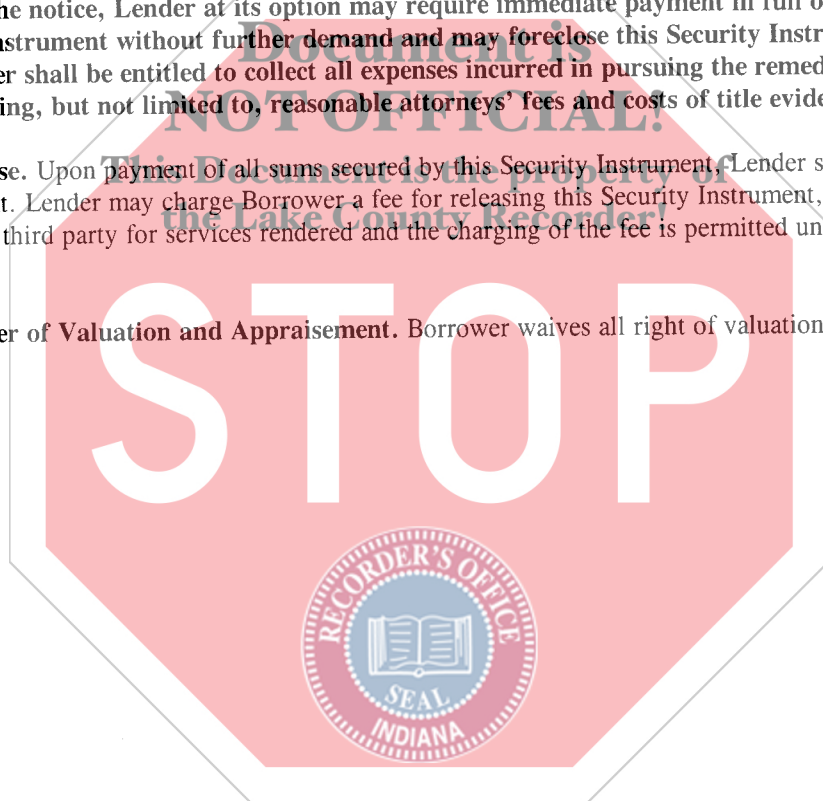 he notice, Lender at its option may require immediate payment in full o
Document is
nstrument without further demand and may foreclose this Security Instr
er shall be entitled to collect all expenses incurred in pursuing the remed
NOT OFFICIAL!
ing, but not limited to, reasonable attorneys' fees and costs of title evide
This Document is the property of
se. Upon payment of all sums secured by this Security Instrument, Lender s
t. Lender may charge Borrower a fee for releasing this Security Instrument,
the Lake County Recorder!
third party for services rendered and the charging of the fee is permitted un
er of Valuation and Appraisement. Borrower waives all right of valuation
STOP
RECORDER'S OFFICE
SEAL
INDIANA